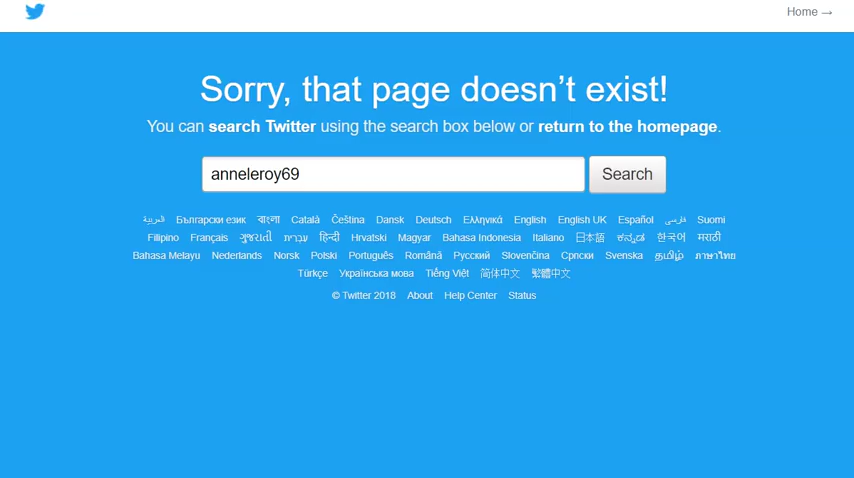 Home →
Sorry, that page doesn’t exist!
You can search Twitter using the search box below or return to the homepage.
anneleroy69 Search
العربية Български език বাংলা Català Čeština Dansk Deutsch Ελληνικά English English UK Español فارسی Suomi
Filipino Français ગુજરાતી עִבְרִית हिन्दी Hrvatski Magyar Bahasa Indonesia Italiano 日本語 ಕನ್ನಡ 한국어 मराठी
Bahasa Melayu Nederlands Norsk Polski Português Română Русский Slovenčina Српски Svenska தமிழ் ภาษาไทย
Türkçe Українська мова Tiếng Việt 简体中文 繁體中文
© Twitter 2018 About Help Center Status